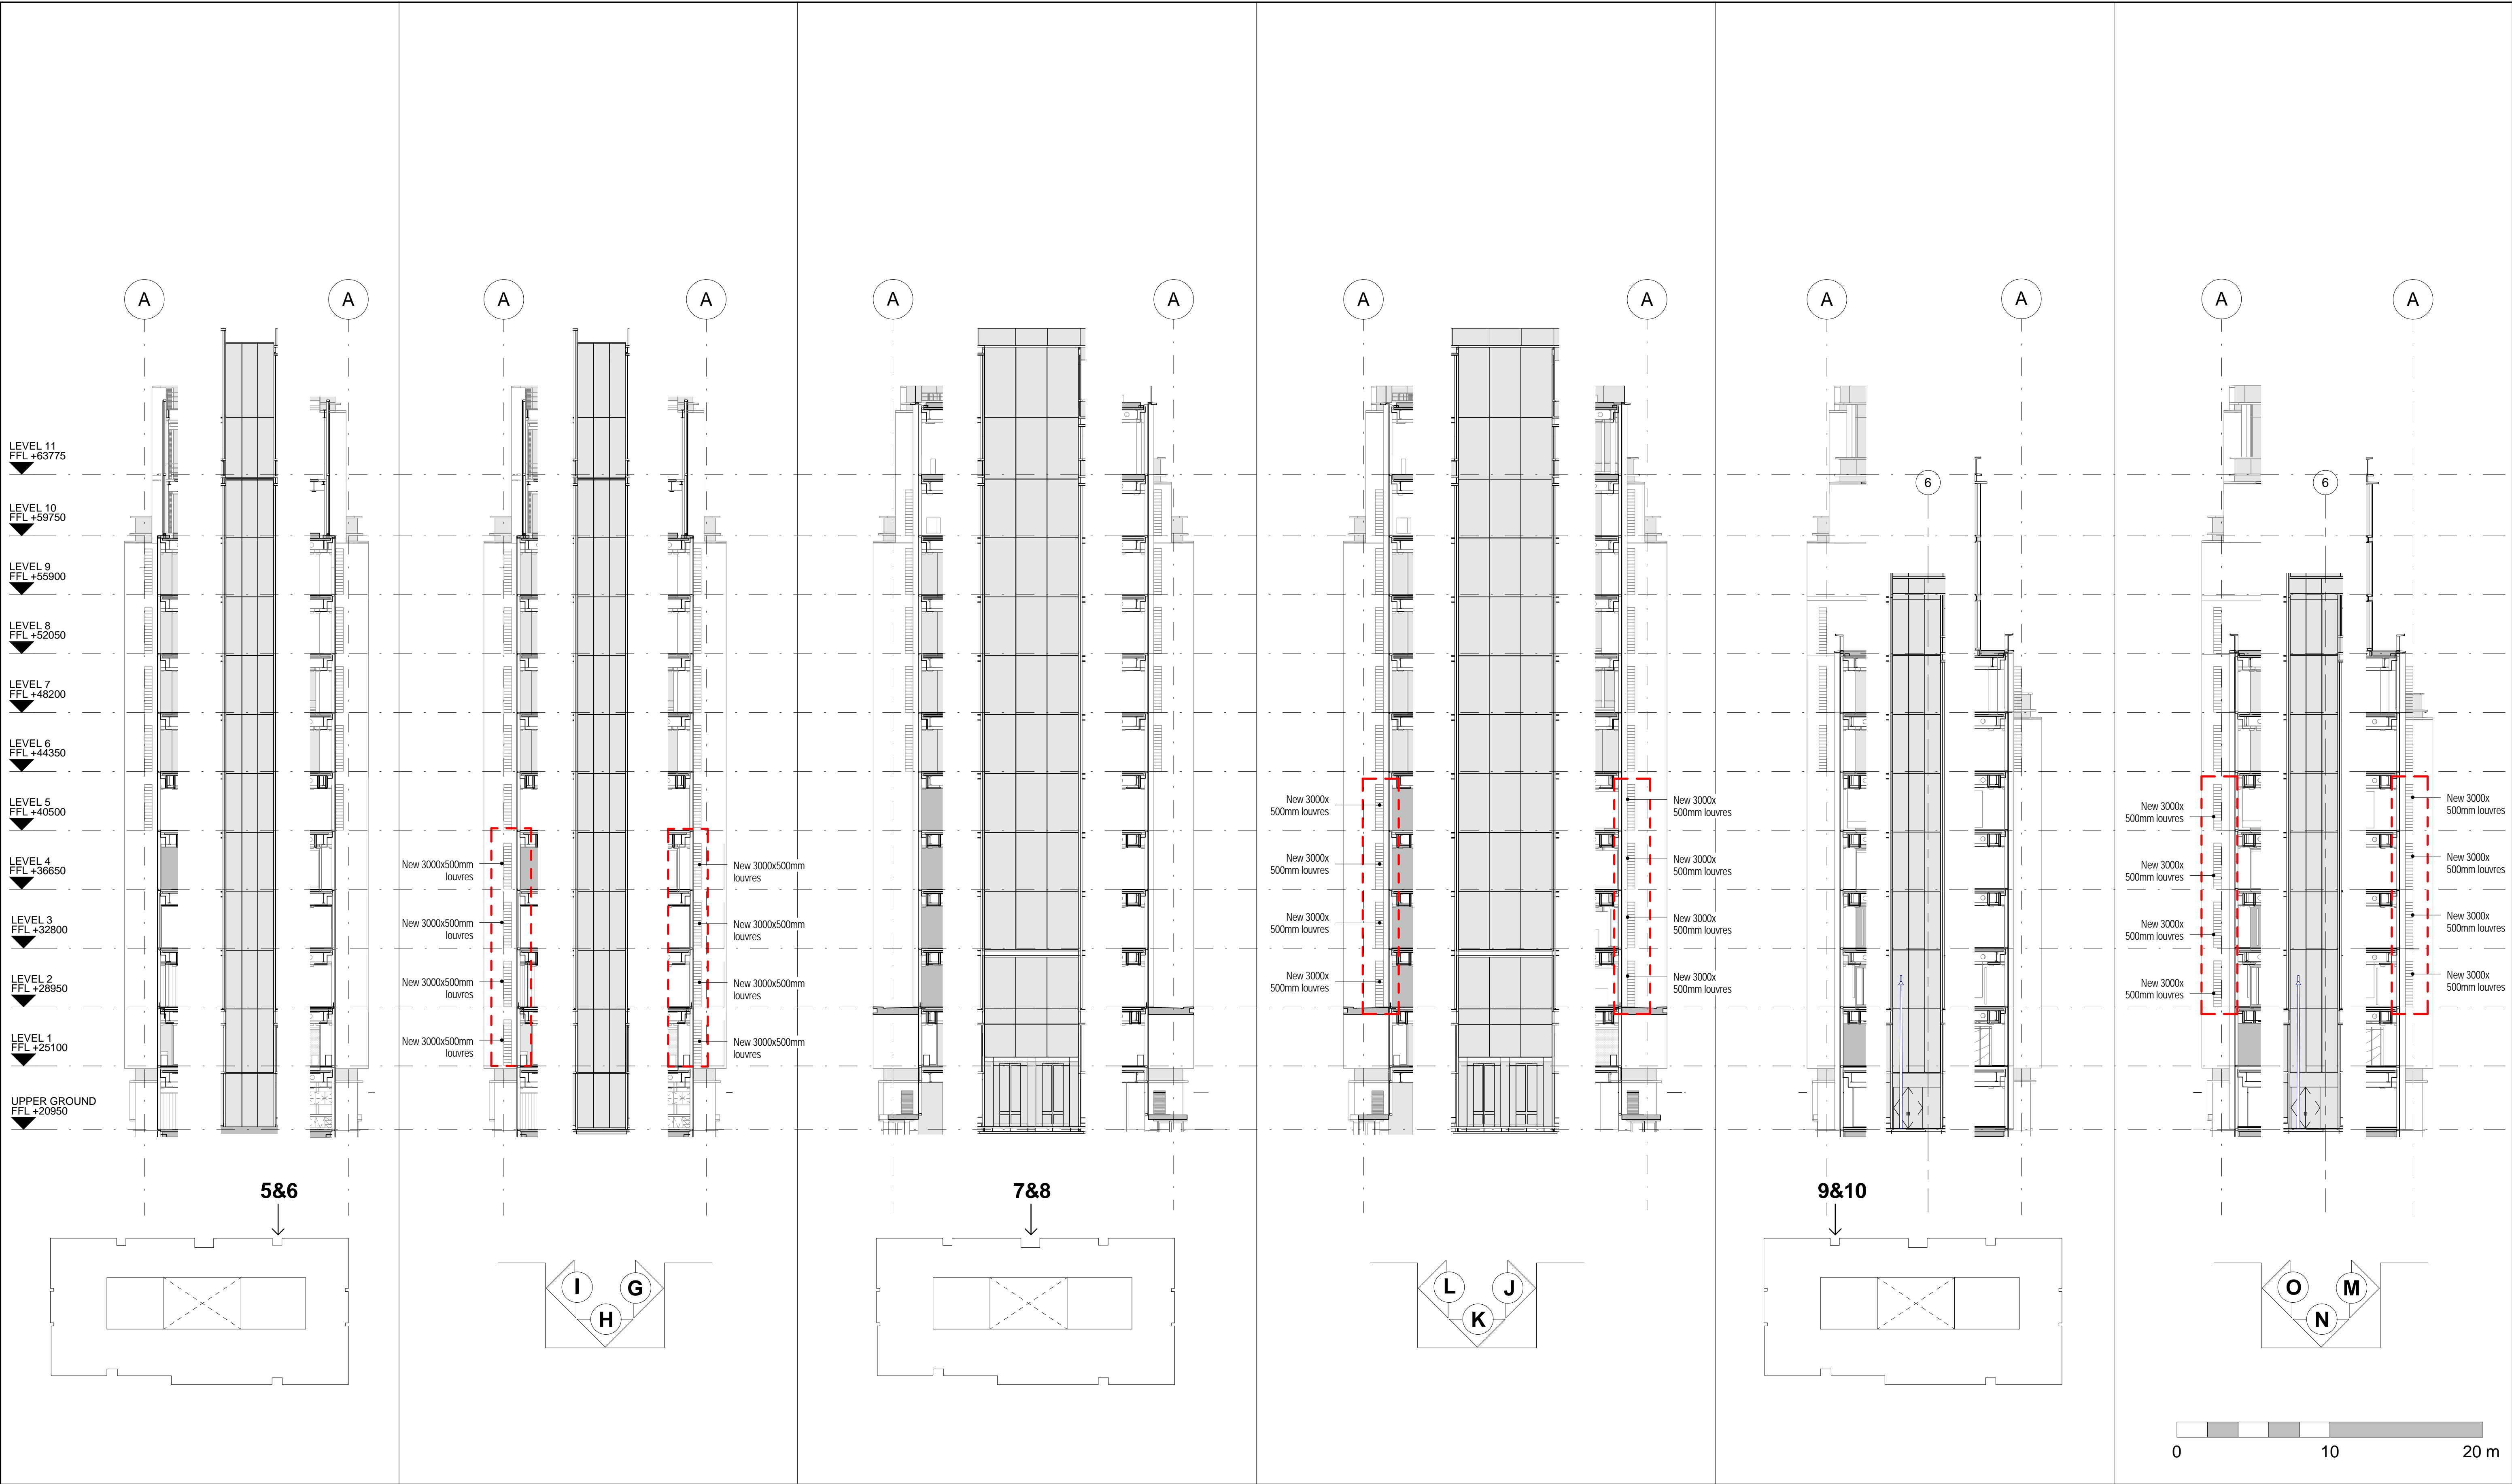 A
A
A
A
A
A
A
A
A
A
A
A
LEVEL 11
FFL +63775
6
6
LEVEL 10
FFL +59750
LEVEL 9
FFL +55900
LEVEL 8
FFL +52050
LEVEL 7
FFL +48200
LEVEL 6
FFL +44350
LEVEL 5
FFL +40500
New 3000x
500mm louvres
New 3000x
500mm louvres
New 3000x
500mm louvres
New 3000x
500mm louvres
LEVEL 4
FFL +36650
New 3000x500mm
louvres
New 3000x500mm
louvres
New 3000x
500mm louvres
New 3000x
500mm louvres
New 3000x
500mm louvres
New 3000x
500mm louvres
LEVEL 3
FFL +32800
New 3000x500mm
louvres
New 3000x500mm
louvres
New 3000x
500mm louvres
New 3000x
500mm louvres
New 3000x
500mm louvres
New 3000x
500mm louvres
LEVEL 2
FFL +28950
New 3000x500mm
louvres
New 3000x500mm
louvres
New 3000x
500mm louvres
New 3000x
500mm louvres
New 3000x
500mm louvres
New 3000x
500mm louvres
LEVEL 1
FFL +25100
New 3000x500mm
louvres
New 3000x500mm
louvres
UPPER GROUND
FFL +20950
5&6
7&8
9&10
I
G
H
L
J
K
O
M
N
0
10
20 m